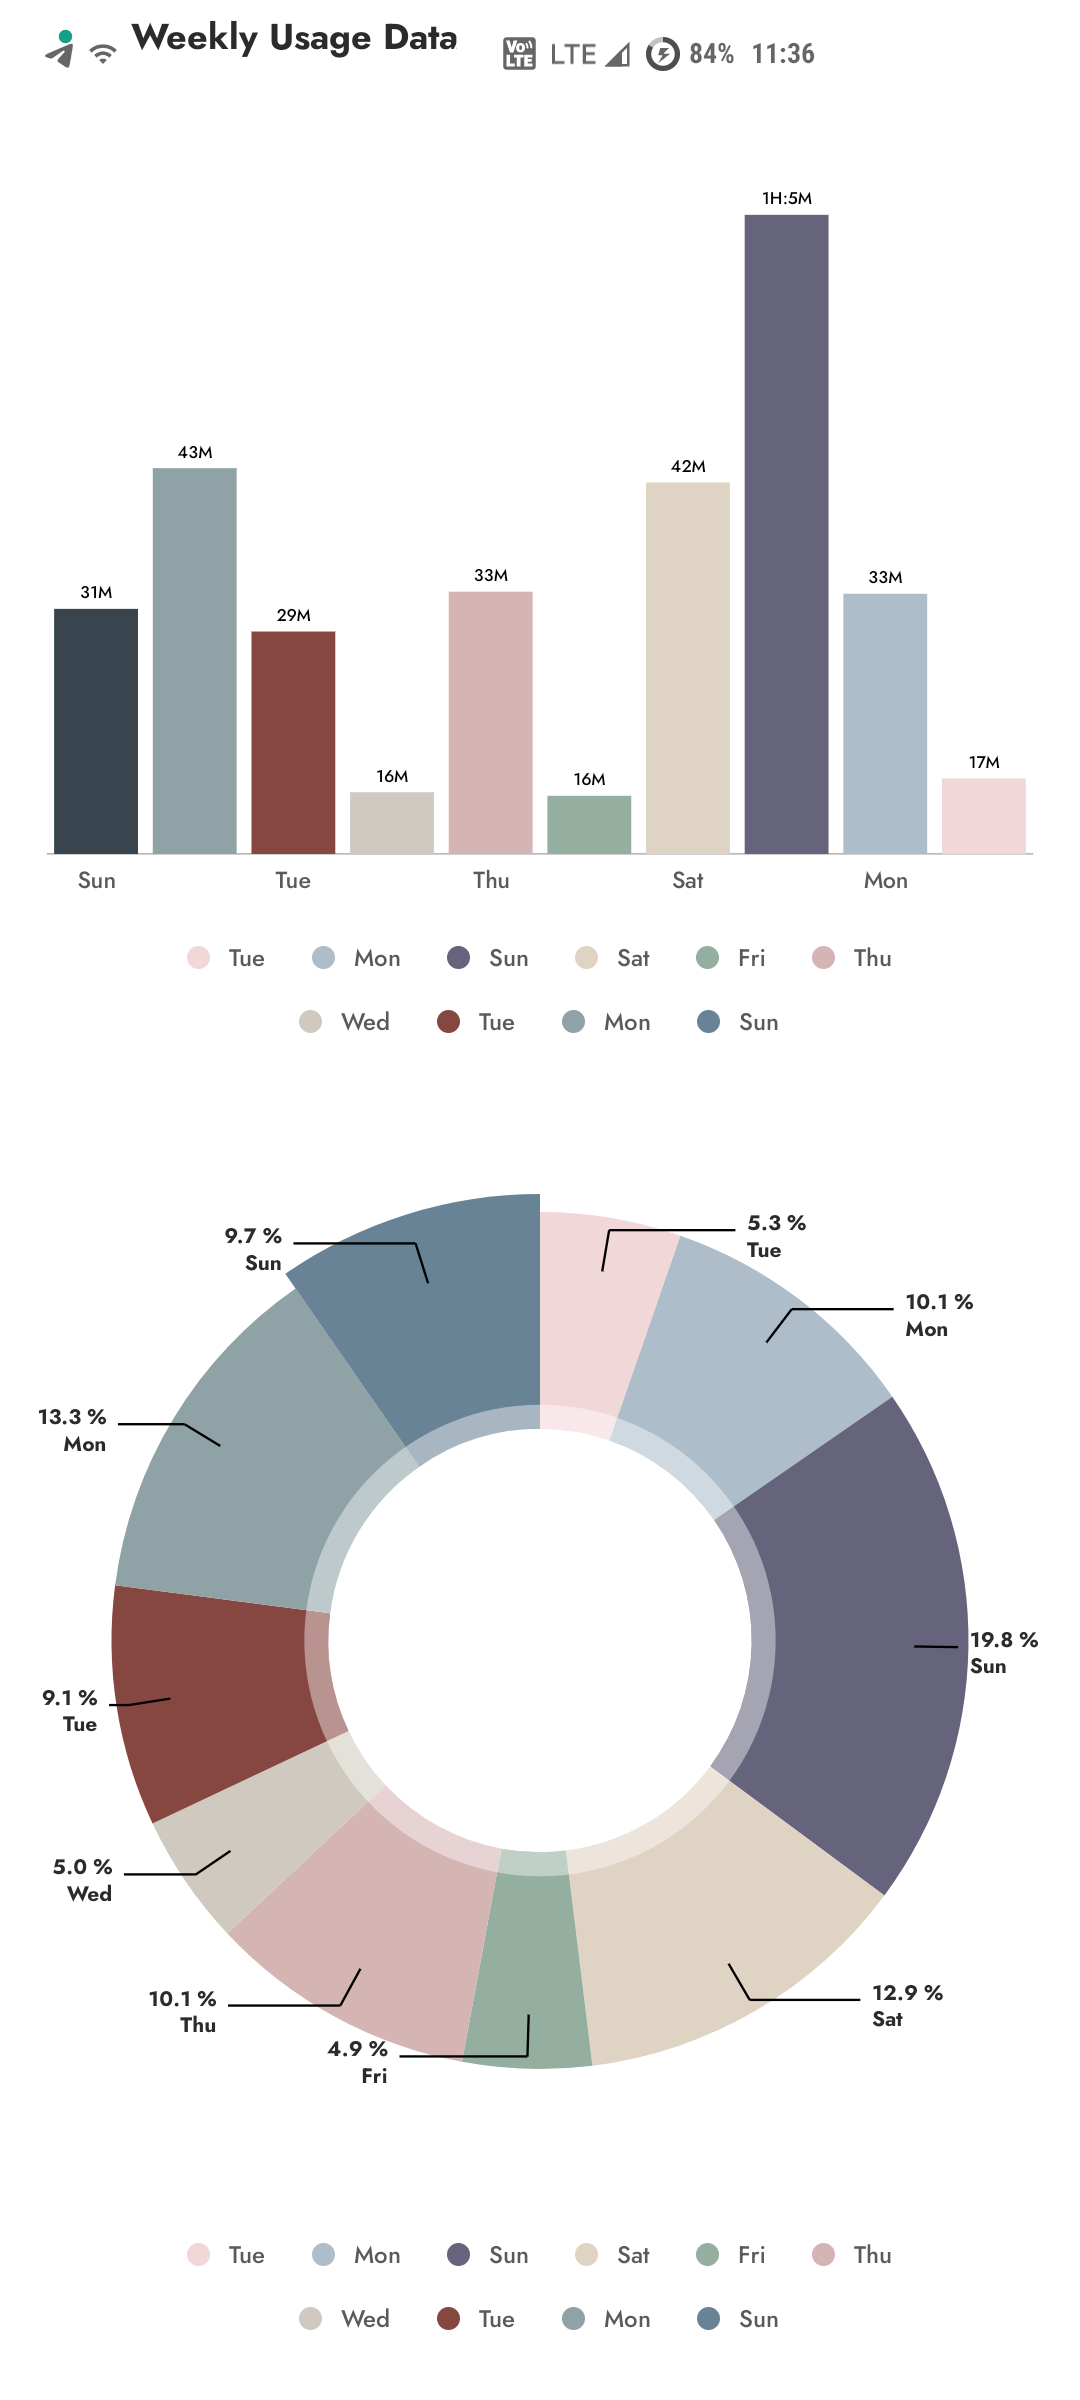 Weekly Usage Data
Vo LTE LTE 84% 11:36
1H:5M
43M
42M
31M
29M
33M
33M
16M
16M
17M
Sun Tue Thu Sat Mon
Tue Mon Sun Sat Fri Thu
Wed Tue Mon Sun
9.7 %
Sun
5.3 %
Tue
10.1 %
Mon
13.3 %
Mon
19.8 %
Sun
9.1 %
Tue
5.0 %
Wed
10.1 %
Thu
12.9 %
Sat
4.9 %
Fri
Tue Mon Sun Sat Fri Thu
Wed Tue Mon Sun